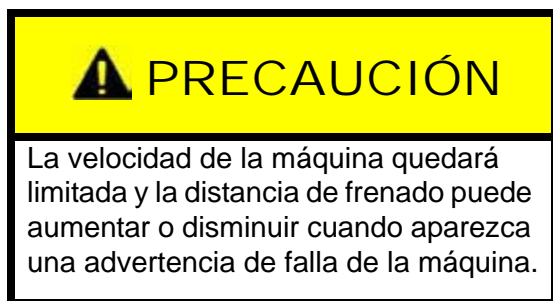 PRECAUCIÓN
La velocidad de la máquina quedará
limitada y la distancia de frenado puede
aumentar o disminuir cuando aparezca
una advertencia de falla de la máquina.